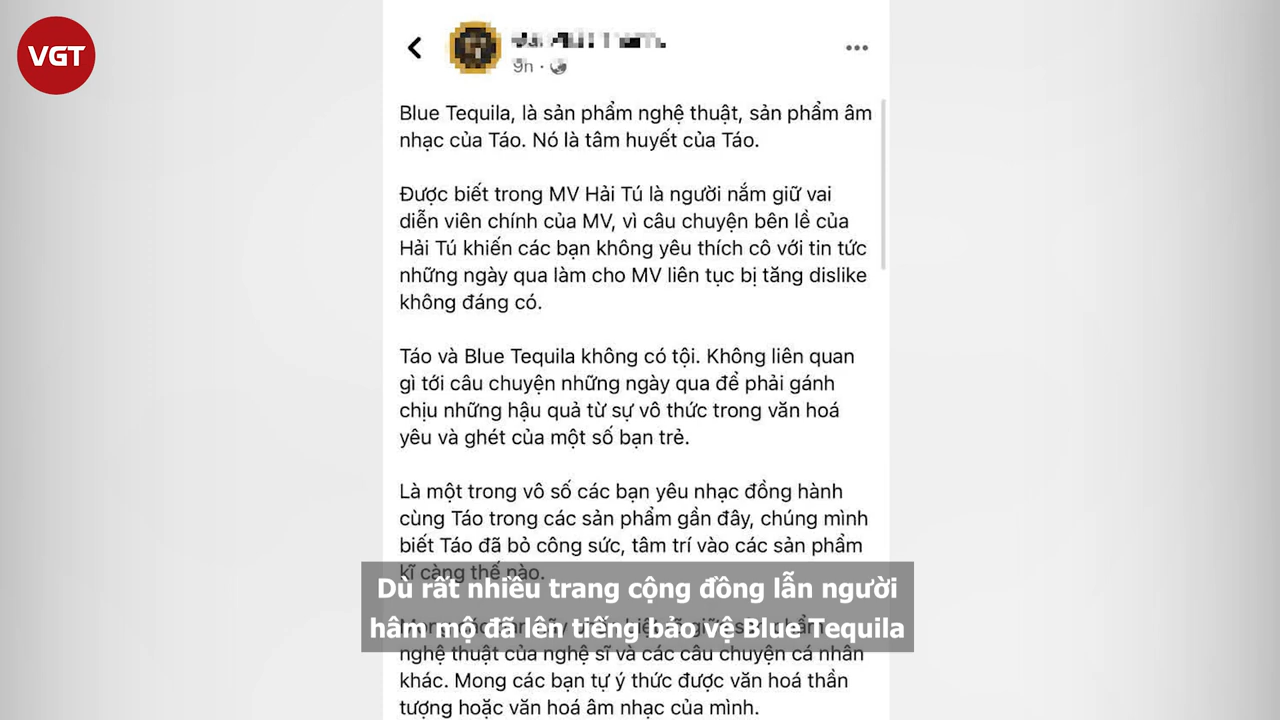 VGT
9n
Blue Tequila, là sản phẩm nghệ thuật, sản phẩm âm
nhạc của Táo. Nó là tâm huyết của Táo.
Được biết trong MV Hải Tú là người nắm giữ vai
diễn viên chính của MV, vì câu chuyện bên lề của
Hải Tú khiến các bạn không yêu thích cô với tin tức
những ngày qua làm cho MV liên tục bị tăng dislike
không đáng có.
Táo và Blue Tequila không có tội. Không liên quan
gì tới câu chuyện những ngày qua để phải gánh
chịu những hậu quả từ sự vô thức trong văn hoá
yêu và ghét của một số bạn trẻ.
Là một trong vô số các bạn yêu nhạc đồng hành
cùng Táo trong các sản phẩm gần đây, chúng mình
biết Táo đã bỏ công sức, tâm trí vào các sản phẩm
kĩ càng thế nào.
Dù rất nhiều trang cộng đồng lẫn người
hâm mộ đã lên tiếng bảo vệ Blue Tequila
nghệ thuật của nghệ sĩ và các câu chuyện cá nhân
khác. Mong các bạn tự ý thức được văn hoá thần
tượng hoặc văn hoá âm nhạc của mình.